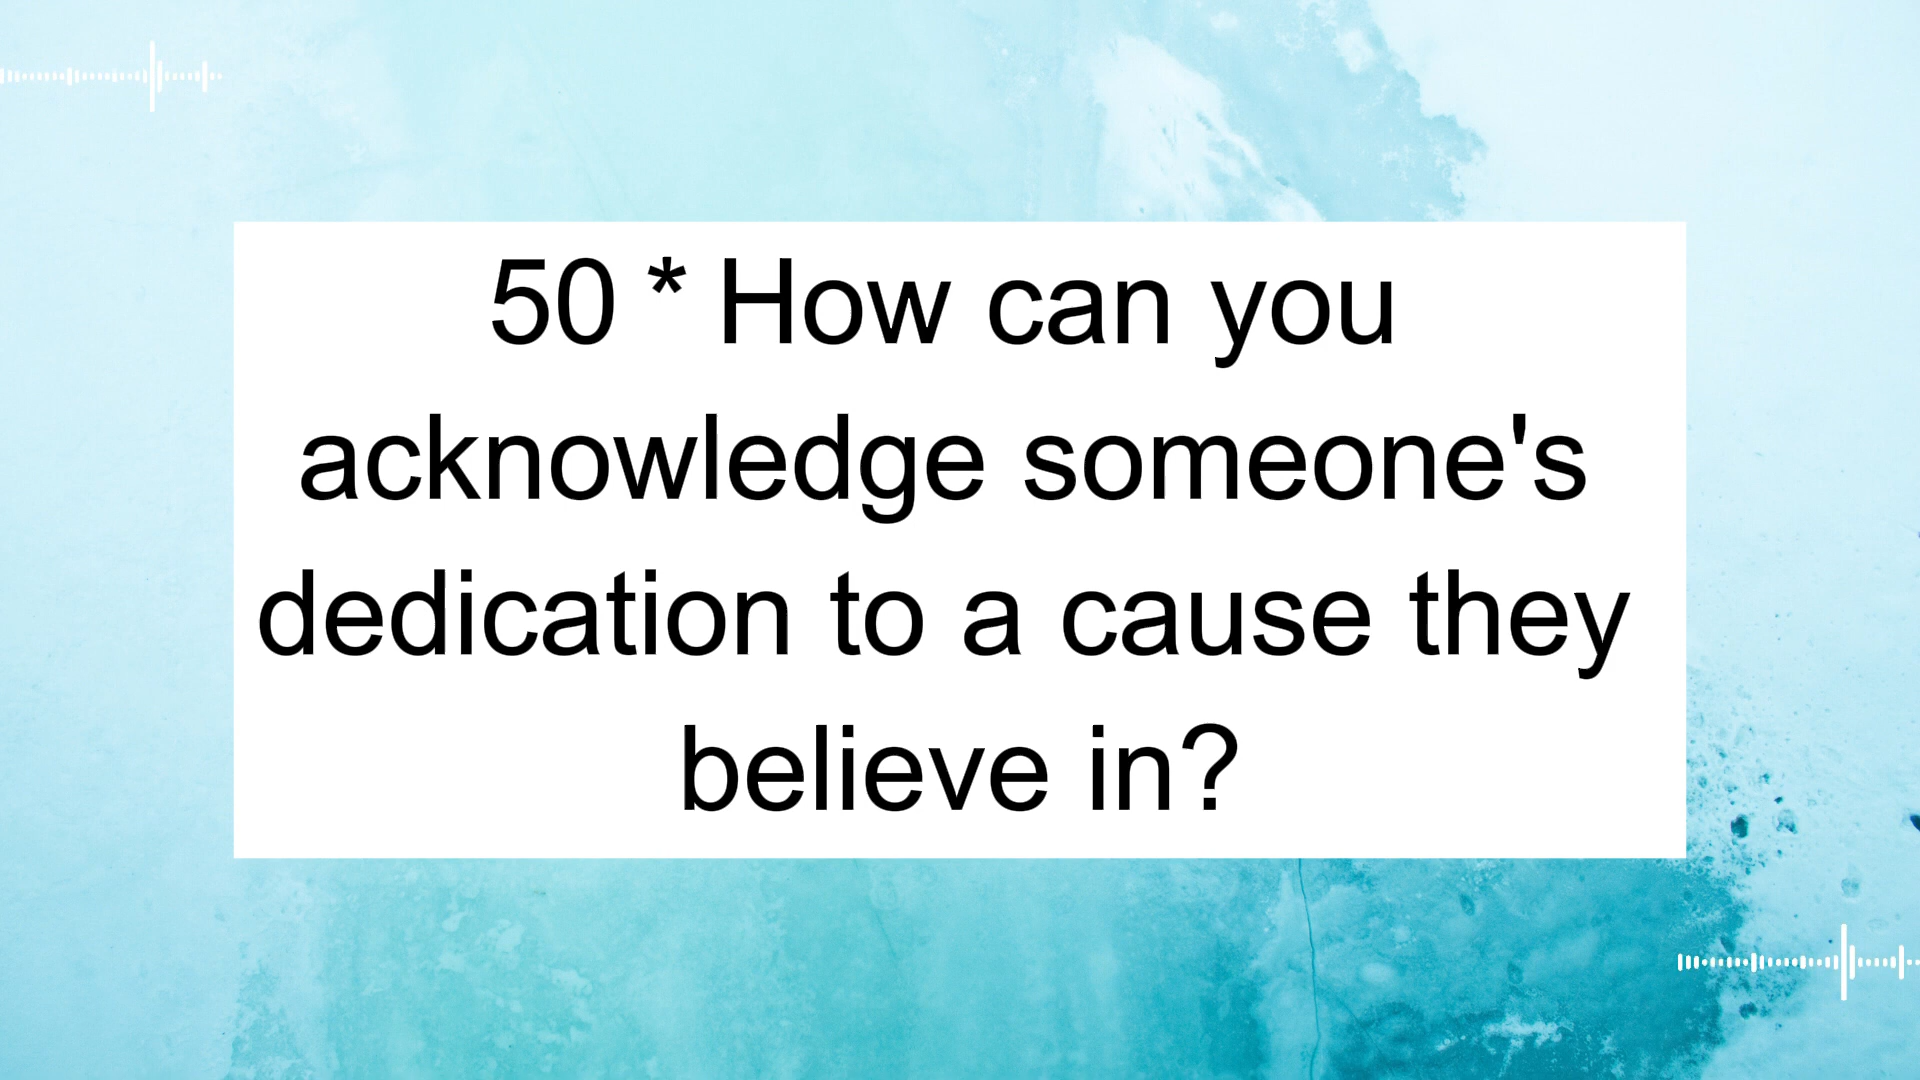 50 * How can you
acknowledge someone's
dedication to a cause they
believe in?